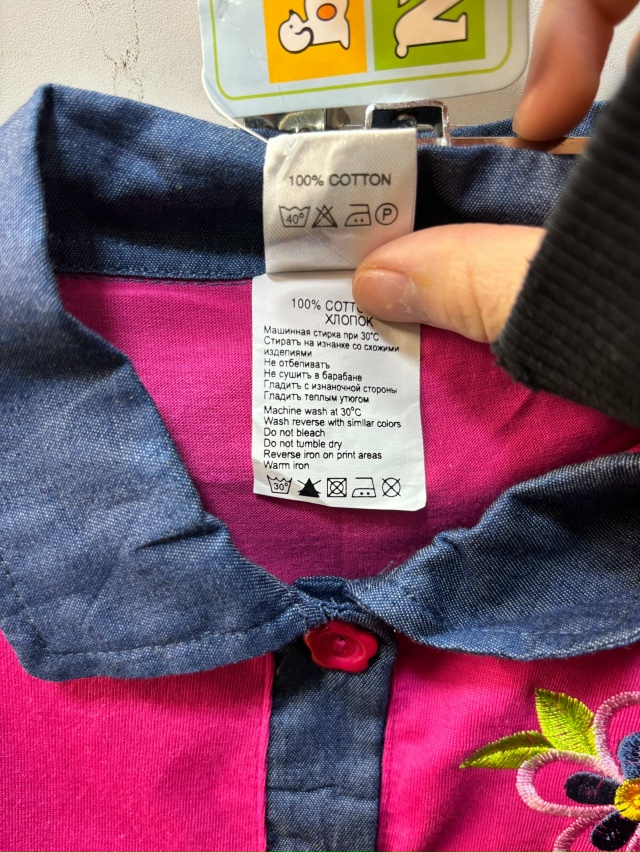 100% COTTON
40°
P
ХЛОПОК
Машинная стирка при 30°C
Стирать на изнанке со схожими
изделиями
Не отбеливать
Не сушить в барабане
Гладить с изнаночной стороны
Гладить теплым утюгом
Machine wash at 30°C
Wash reverse with similar colors
Do not bleach
Do not tumble dry
Reverse iron on print areas
Warm iron
30°